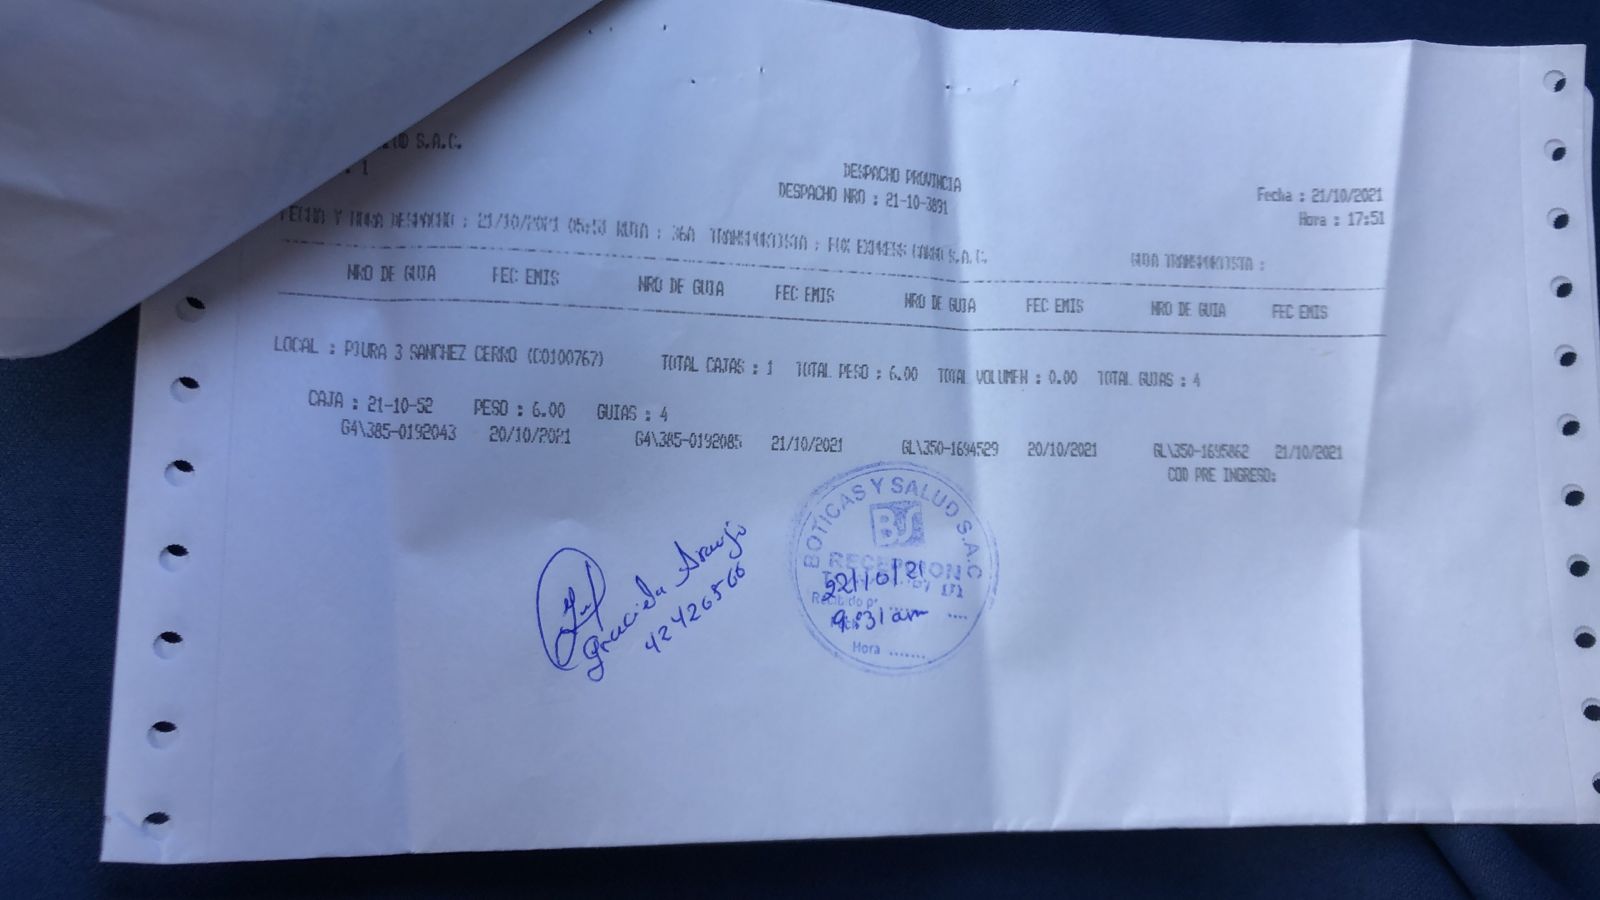 S.A.C.
1
DESPACHO PROVINCIA
DESPACHO NRO : 21-10-3891
Fecha : 21/10/2021
Hora : 17:51
FECHA Y HORA DESPACHO : 21/10/2021 05:53 RUTA : 36A TRANSPORTISTA : FOX EXPRESS CARGO S.A.C.
GUIA TRANSPORTISTA :
NRO DE GUIA FEC EMIS NRO DE GUIA FEC EMIS NRO DE GUIA FEC EMIS NRO DE GUIA FEC EMIS
LOCAL : PIURA 3 SANCHEZ CERRO (C0100767) TOTAL CAJAS : 1 TOTAL PESO : 6.00 TOTAL VOLUMEN : 0.00 TOTAL GUIAS : 4
CAJA : 21-10-52 PESO : 6.00 GUIAS : 4
G4\385-0192043 20/10/2021 G4\385-0192085 21/10/2021 GL\350-1694529 20/10/2021 GL\350-1695862 21/10/2021
COD PRE INGRESO:
BOTICAS Y SALUD S.A.C
BS
RECEPCION
22/10/21
9:31 am
Hora .......
Graciela Araujo
42426566